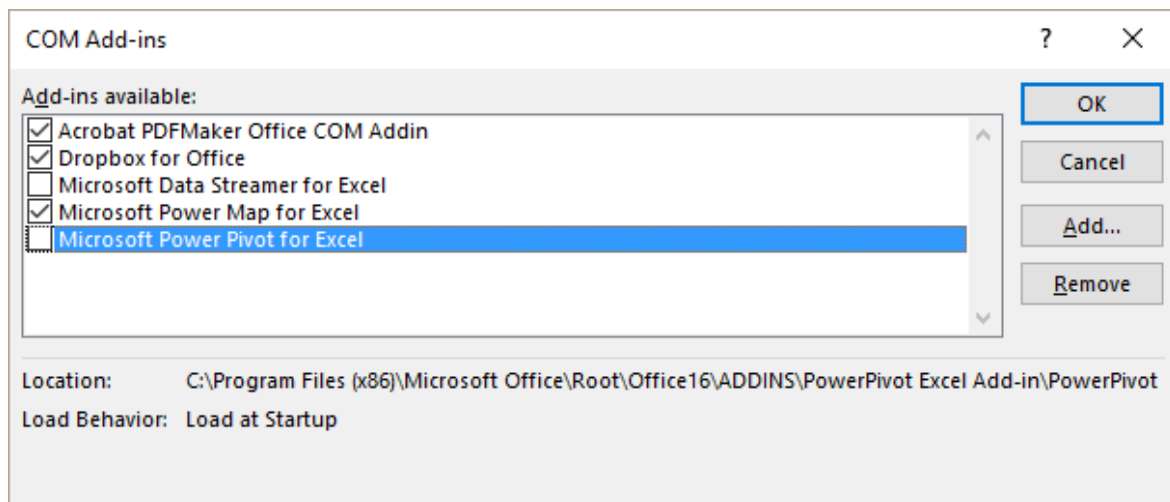 COM Add-ins
Add-ins available:
Acrobat PDFMaker Office COM Addin
Dropbox for Office
Microsoft Data Streamer for Excel
Microsoft Power Map for Excel
Microsoft Power Pivot for Excel
OK
Cancel
Add...
Remove
Location: C:\Program Files (x86)\Microsoft Office\Root\Office16\ADDINS\PowerPivot Excel Add-in\PowerPivot
Load Behavior: Load at Startup